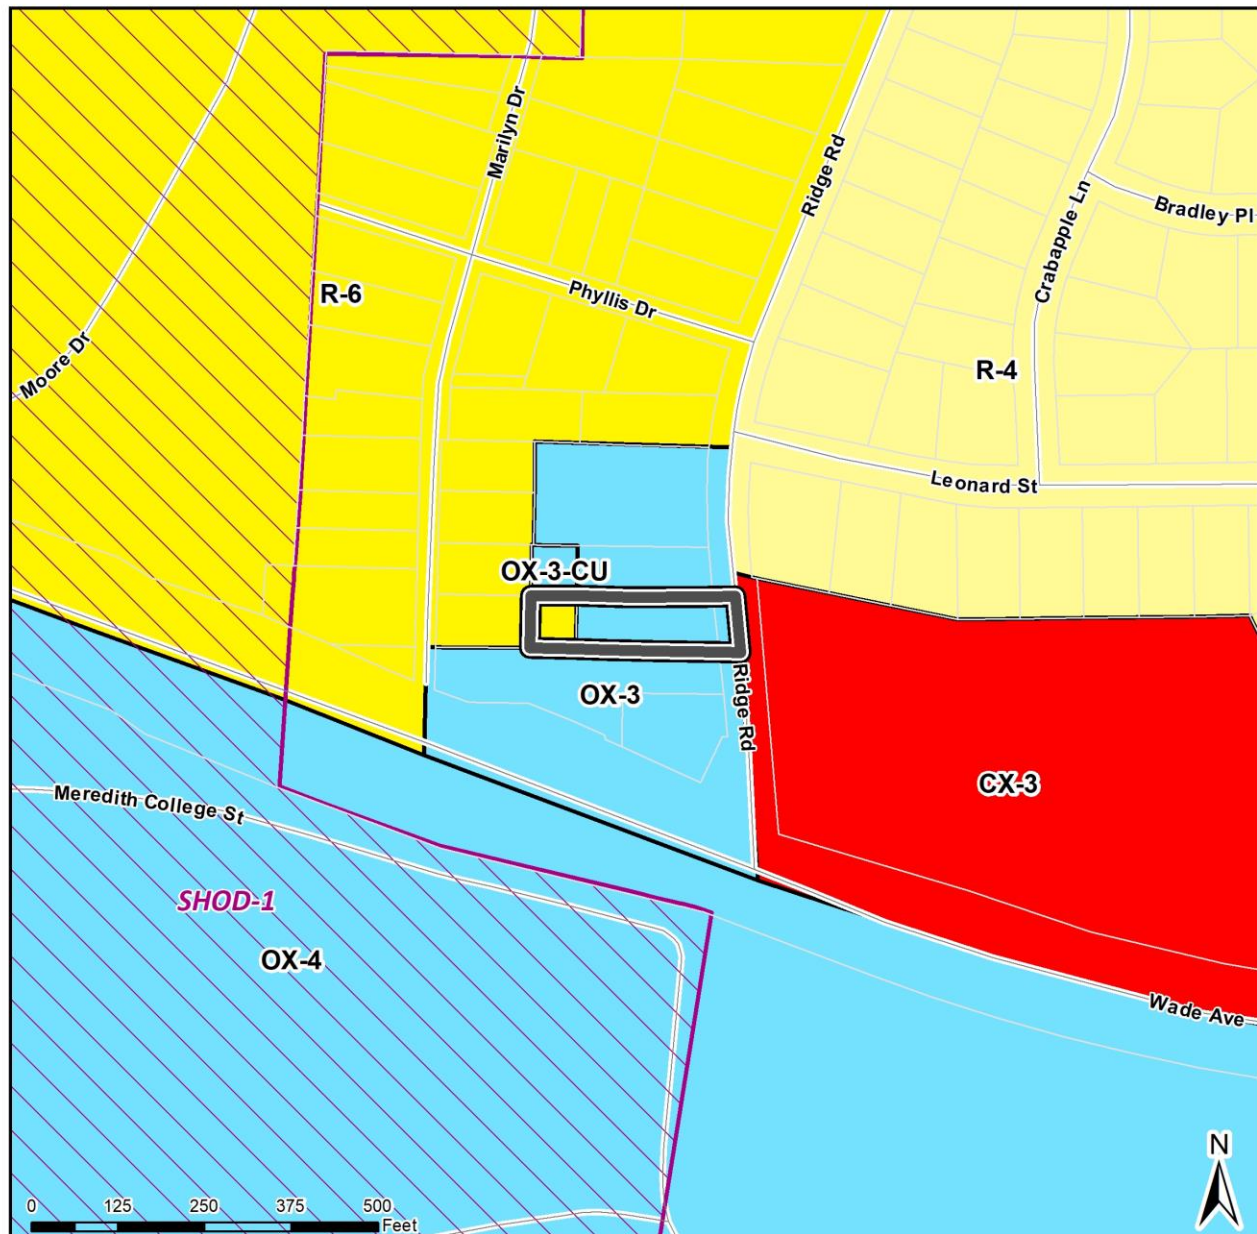 Marilyn Dr
Ridge Rd
Crabapple Ln
Bradley Pl
R-6
Phyllis Dr
Moore Dr
R-4
Leonard St
OX-3-CU
OX-3
Ridge Rd
CX-3
Meredith College St
SHOD-1
OX-4
Wade Ave
N
0 125 250 375 500
Feet